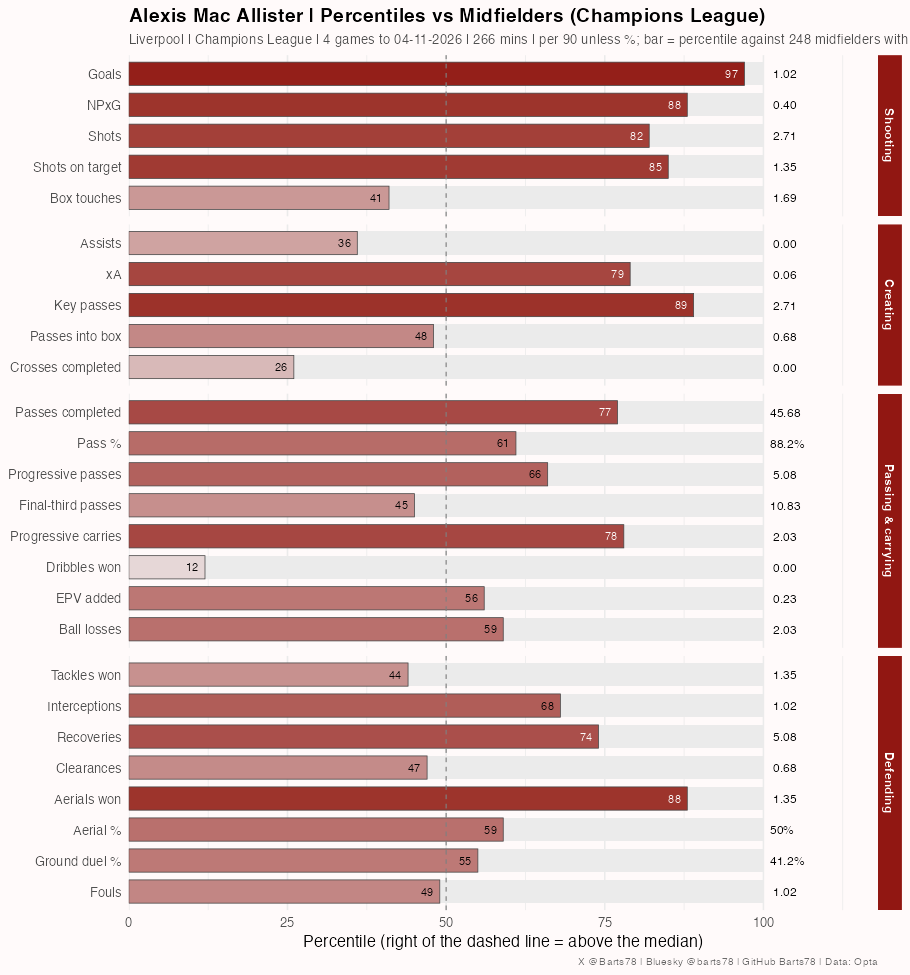 Alexis Mac Allister | Percentiles vs Midfielders (Champions League)
Liverpool | Champions League | 4 games to 04-11-2026 | 266 mins | per 90 unless %; bar = percentile against 248 midfielders with
Shooting
Goals 97 1.02
NPxG 88 0.40
Shots 82 2.71
Shots on target 85 1.35
Box touches 41 1.69
Creating
Assists 36 0.00
xA 79 0.06
Key passes 89 2.71
Passes into box 48 0.68
Crosses completed 26 0.00
Passing & carrying
Passes completed 77 45.68
Pass % 61 88.2%
Progressive passes 66 5.08
Final-third passes 45 10.83
Progressive carries 78 2.03
Dribbles won 12 0.00
EPV added 56 0.23
Ball losses 59 2.03
Defending
Tackles won 44 1.35
Interceptions 68 1.02
Recoveries 74 5.08
Clearances 47 0.68
Aerials won 88 1.35
Aerial % 59 50%
Ground duel % 55 41.2%
Fouls 49 1.02
0 25 50 75 100
Percentile (right of the dashed line = above the median)
X @Barts78 | Bluesky @barts78 | GitHub Barts78 | Data: Opta